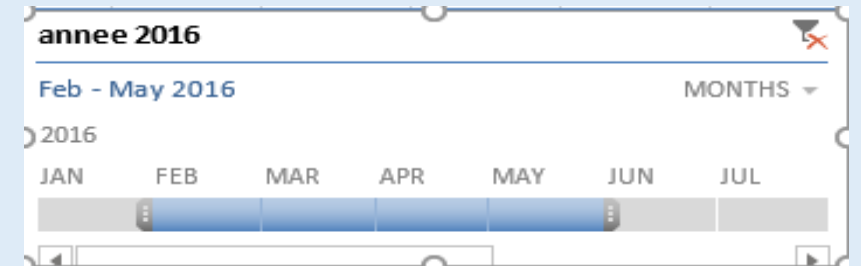 annee 2016
Feb - May 2016 MONTHS
2016
JAN FEB MAR APR MAY JUN JUL